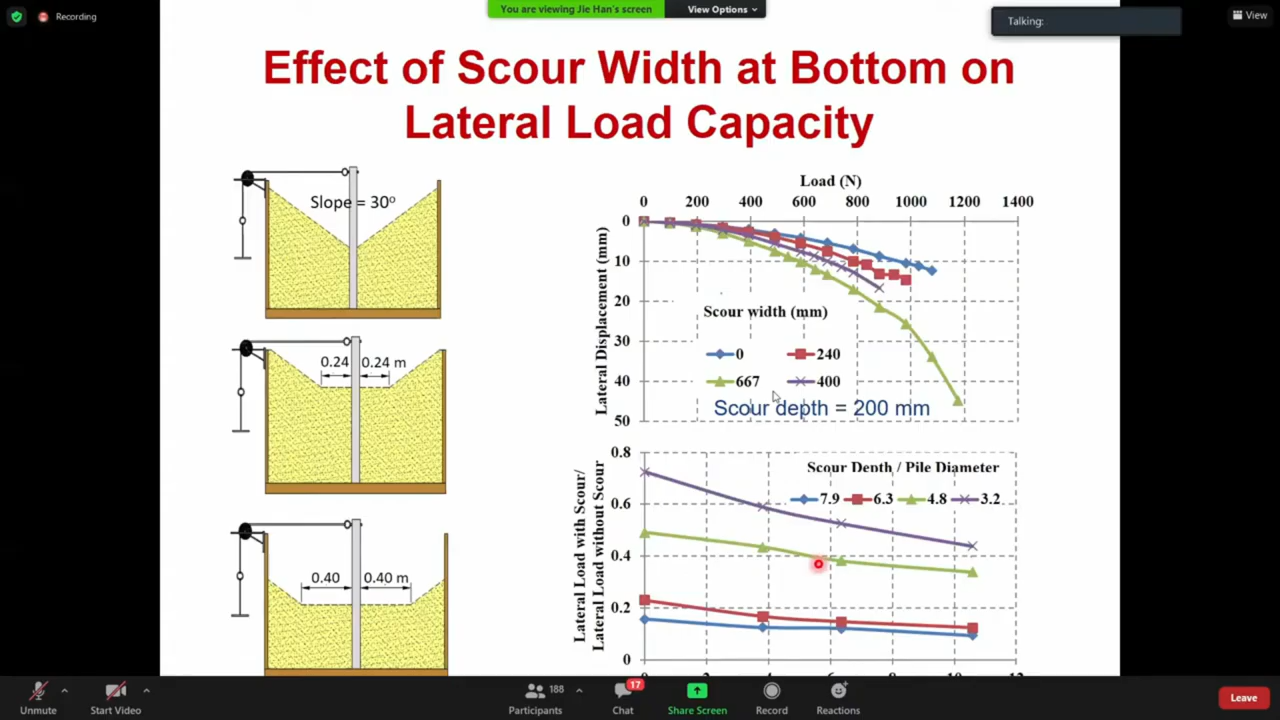 Recording
You are viewing Jie Han's screen
View Options
Talking:
View
Effect of Scour Width at Bottom on
Lateral Load Capacity
Slope = 30°
0.24
0.24 m
0.40
0.40 m
Load (N)
0 200 400 600 800 1000 1200 1400
0
10
20
30
40
50
Lateral Displacement (mm)
Scour width (mm)
0 240
667 400
Scour depth = 200 mm
0.8
0.6
0.4
0.2
0
Lateral Load with Scour/
Lateral Load without Scour
Scour Depth / Pile Diameter
7.9 6.3 4.8 3.2
Unmute
Start Video
188
Participants
17
Chat
Share Screen
Record
Reactions
Leave